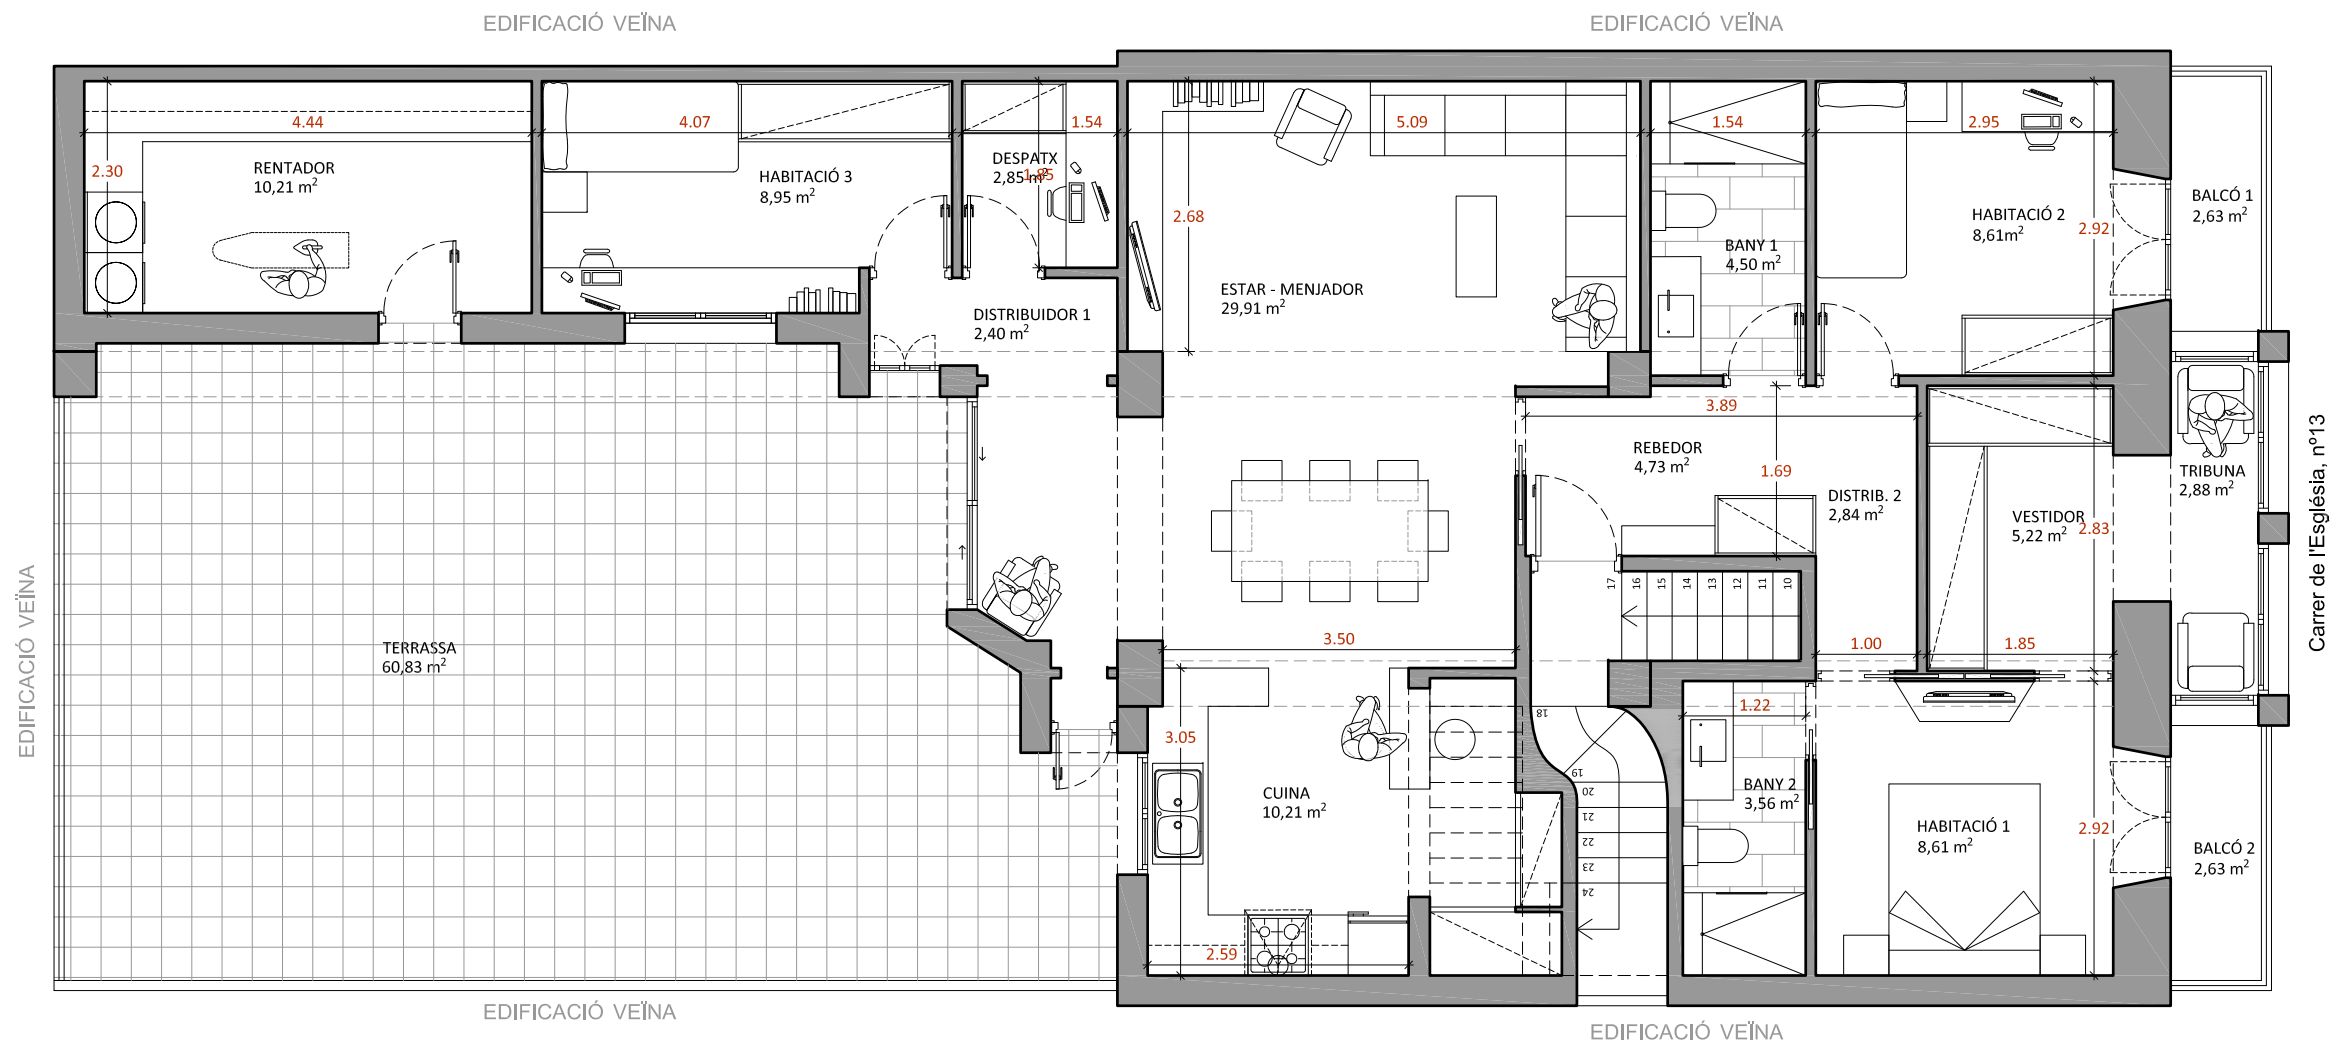 EDIFICACIÓ VEÏNA
EDIFICACIÓ VEÏNA
4.44
4.07
1.54
5.09
1.54
2.95
2.30
RENTADOR
10,21 m²
HABITACIÓ 3
8,95 m²
DESPATX
2,85 m²
1.85
2.68
BANY 1
4,50 m²
HABITACIÓ 2
8,61m²
2.92
BALCÓ 1
2,63 m²
ESTAR - MENJADOR
29,91 m²
DISTRIBUIDOR 1
2,40 m²
3.89
REBEDOR
4,73 m²
1.69
DISTRIB. 2
2,84 m²
VESTIDOR
5,22 m²
2.83
TRIBUNA
2,88 m²
Carrer de l'Església, nº13
17
16
15
14
13
12
11
10
EDIFICACIÓ VEÏNA
TERRASSA
60,83 m²
3.50
1.00
1.85
18
19
20
21
22
23
24
1.22
3.05
CUINA
10,21 m²
BANY 2
3,56 m²
HABITACIÓ 1
8,61 m²
2.92
BALCÓ 2
2,63 m²
2.59
EDIFICACIÓ VEÏNA
EDIFICACIÓ VEÏNA